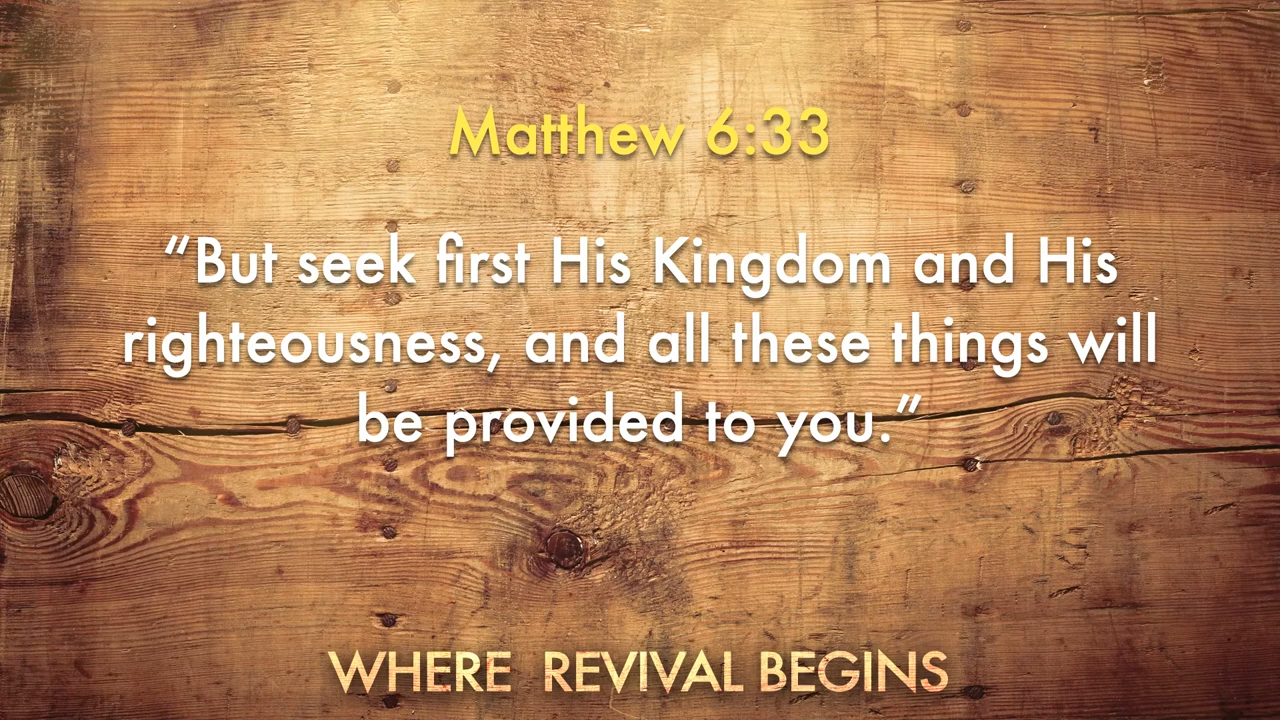 Matthew 6:33
“But seek first His Kingdom and His
righteousness, and all these things will
be provided to you.”
WHERE REVIVAL BEGINS